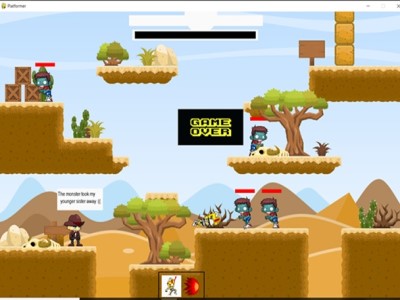 Platformer
GAME
OVER
The monster took my
younger sister away :(